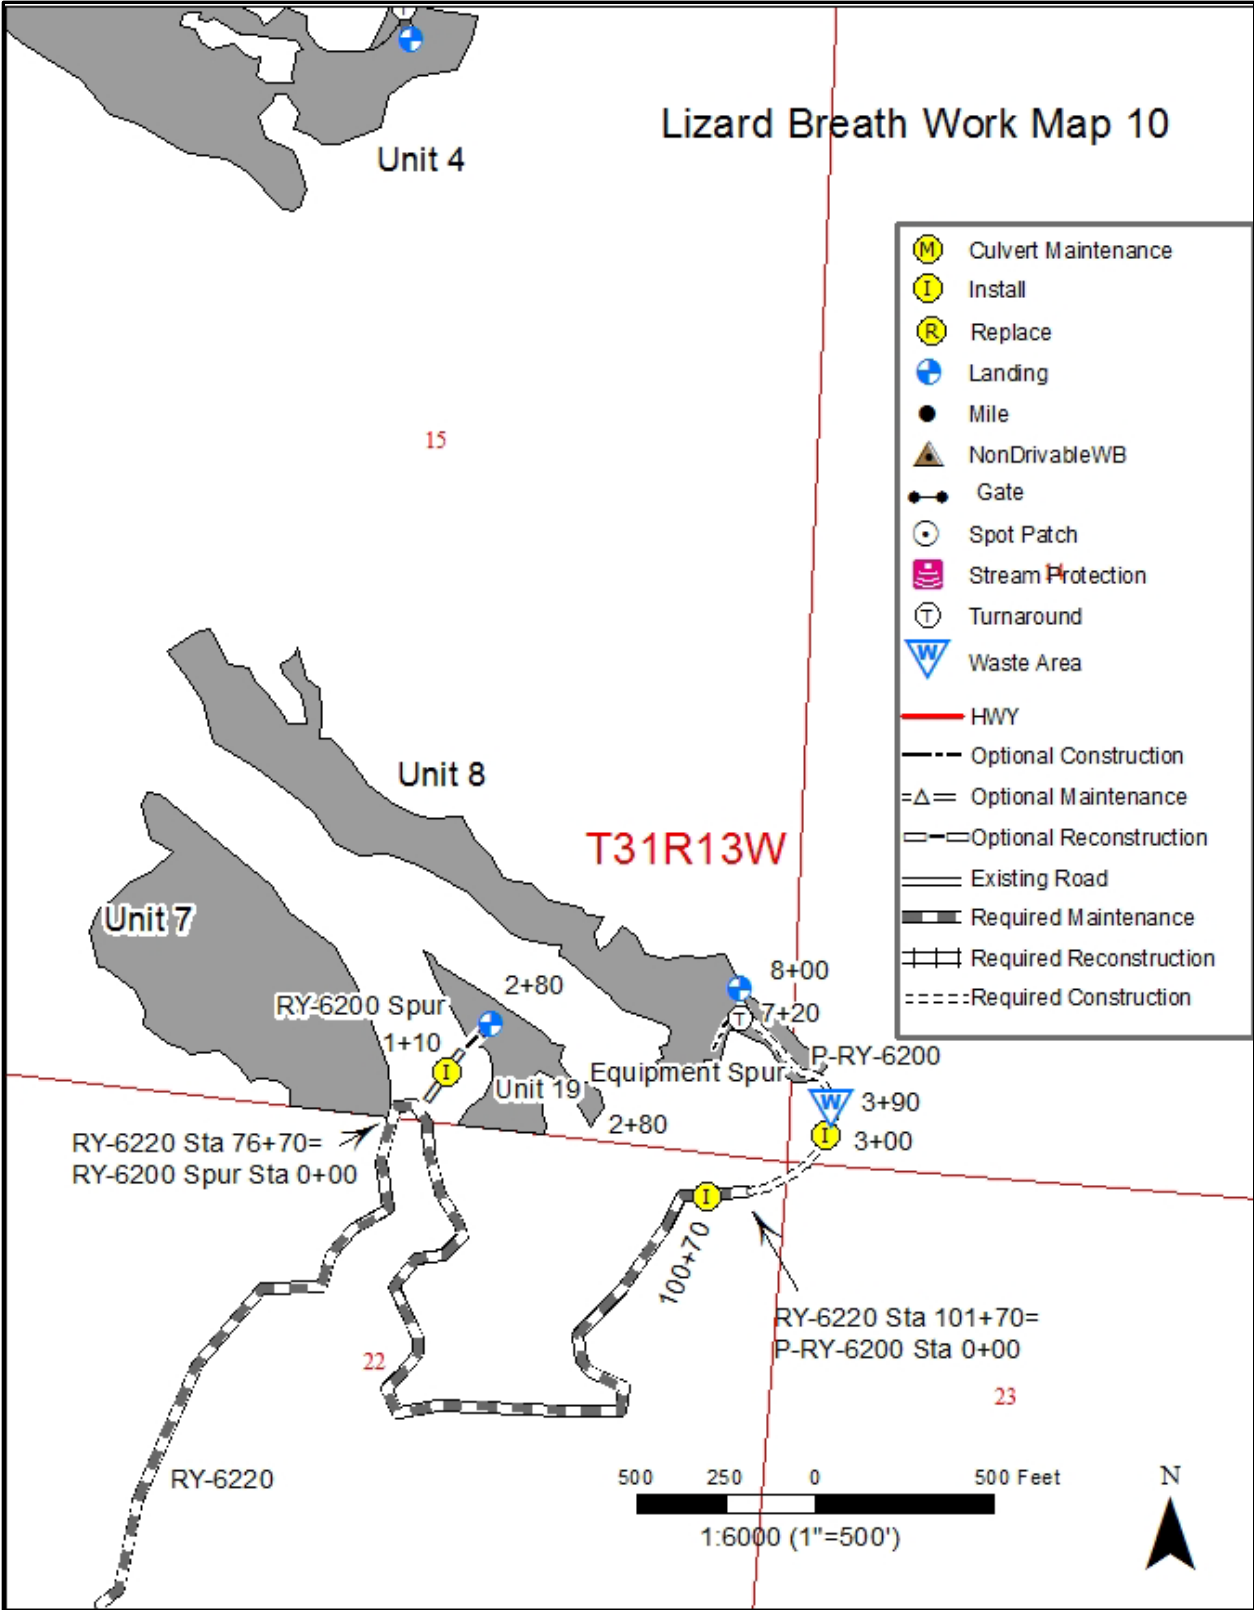 T
Unit 4
Lizard Breath Work Map 10
M Culvert Maintenance
I Install
R Replace
Landing
Mile
NonDrivableWB
Gate
Spot Patch
Stream Protection
14
T Turnaround
W Waste Area
HWY
Optional Construction
Optional Maintenance
Optional Reconstruction
Existing Road
Required Maintenance
Required Reconstruction
Required Construction
15
Unit 8
T31R13W
Unit 7
RY-6200 Spur
2+80
1+10
I
Unit 19
2+80
8+00
T
7+20
Equipment Spur
P-RY-6200
W
3+90
I
3+00
RY-6220 Sta 76+70=
RY-6200 Spur Sta 0+00
I
100+70
RY-6220 Sta 101+70=
P-RY-6200 Sta 0+00
22
23
RY-6220
500 250 0 500 Feet
1:6000 (1"=500')
N